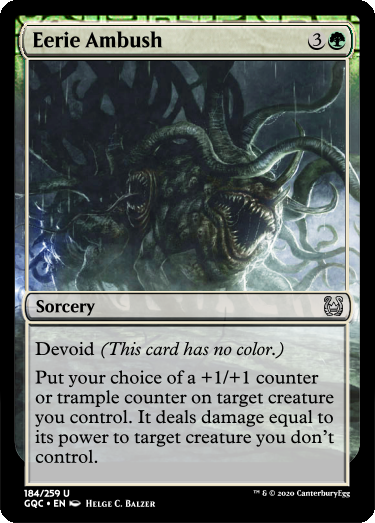 Eerie Ambush 3
Sorcery
Devoid (This card has no color.)
Put your choice of a +1/+1 counter
or trample counter on target creature
you control. It deals damage equal to
its power to target creature you don't
control.
184/259 U
GQC • EN HELGE C. BALZER
™ & © 2020 CanterburyEgg